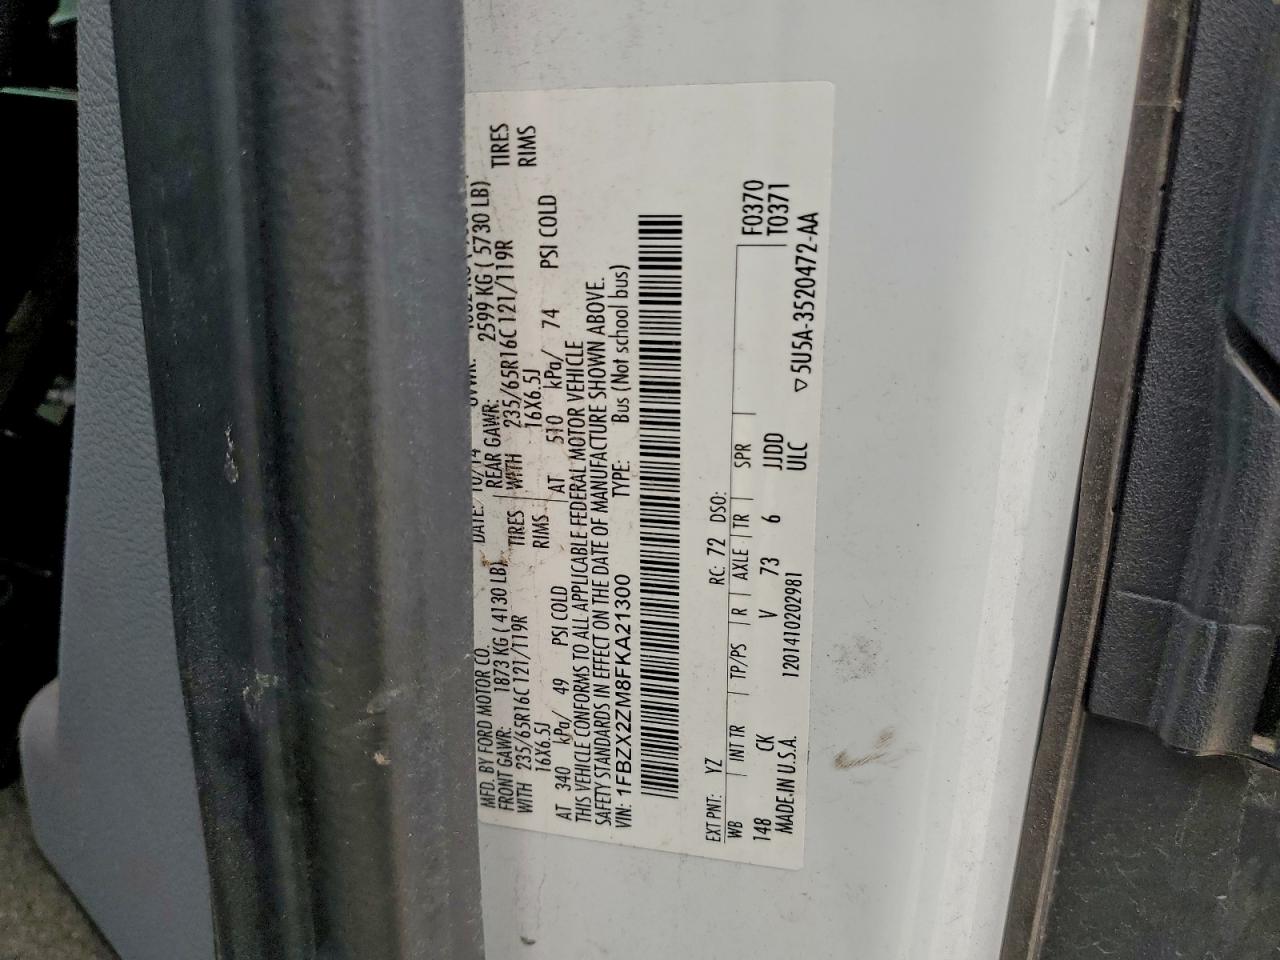 MFD. BY FORD MOTOR CO.
DATE: 10/14 GVWR:
FRONT GAWR: 1873 KG ( 4130 LB) REAR GAWR: 2599 KG ( 5730 LB)
WITH 235/65R16C 121/119R TIRES WITH 235/65R16C 121/119R TIRES
16X6.5J RIMS 16X6.5J RIMS
AT 340 kPa/ 49 PSI COLD AT 510 kPa/ 74 PSI COLD
THIS VEHICLE CONFORMS TO ALL APPLICABLE FEDERAL MOTOR VEHICLE
SAFETY STANDARDS IN EFFECT ON THE DATE OF MANUFACTURE SHOWN ABOVE.
VIN: 1FBZX2ZM8FKA21300 TYPE: Bus (Not school bus)
EXT PNT: YZ RC: 72 DSO:
WB INT TR TP/PS R AXLE TR SPR F0370
148 CK V 73 6 JJDD T0371
MADE IN U.S.A. 1201410202981 ULC ▽5U5A-3520472-AA